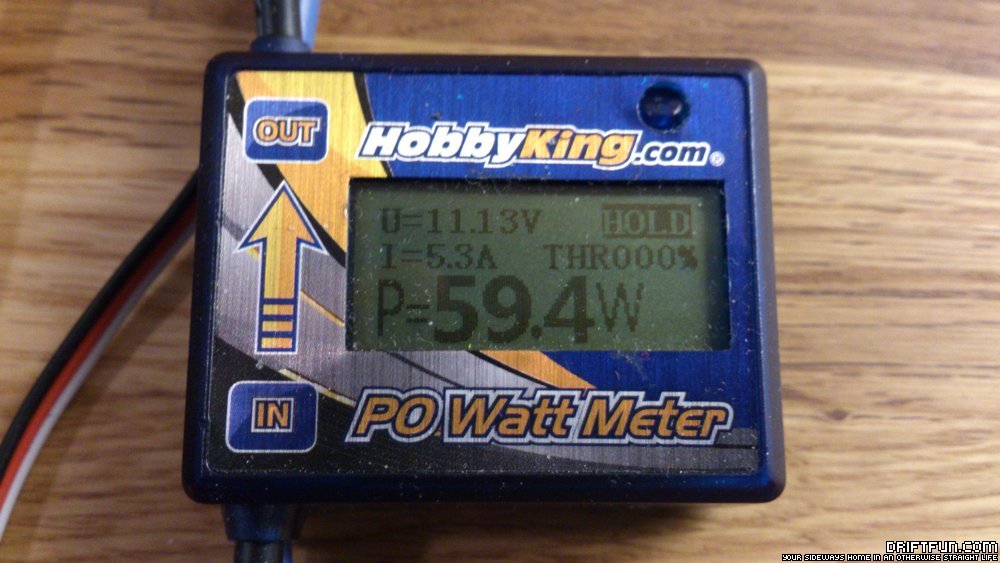 OUT
HobbyKing.com®
U=11.13V HOLD
I=5.3A THR000%
P=59.4W
IN
PO Watt Meter
DRIFTFUN.COM
YOUR SIDEWAYS HOME IN AN OTHERWISE STRAIGHT LIFE